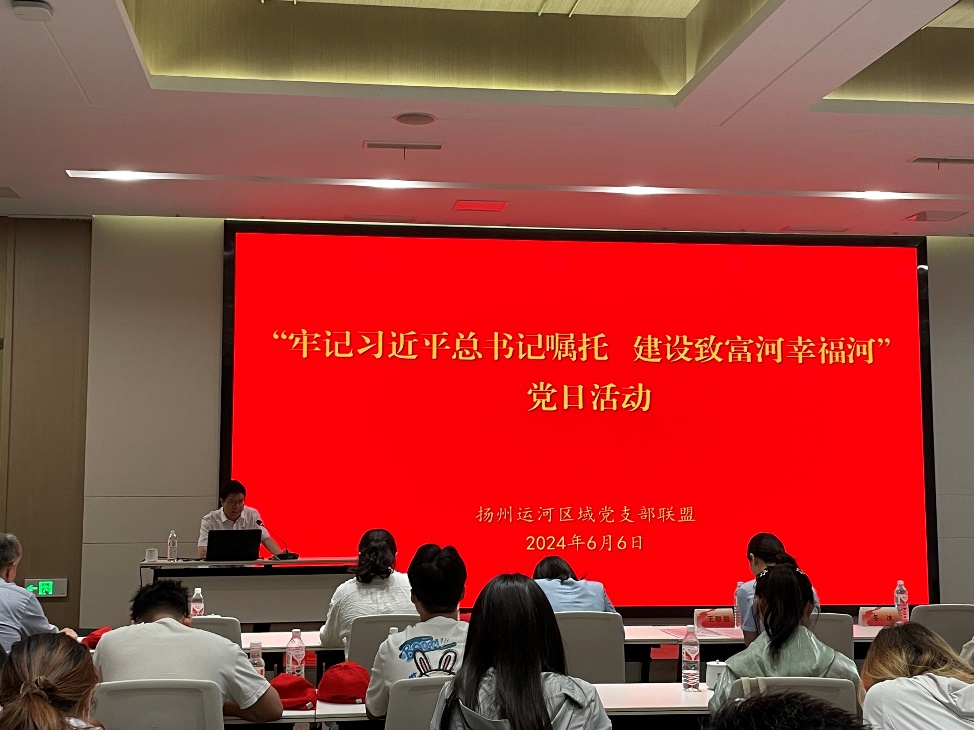 “牢记习近平总书记嘱托 建设致富河幸福河”
党日活动
扬州运河区域党支部联盟
2024年6月6日